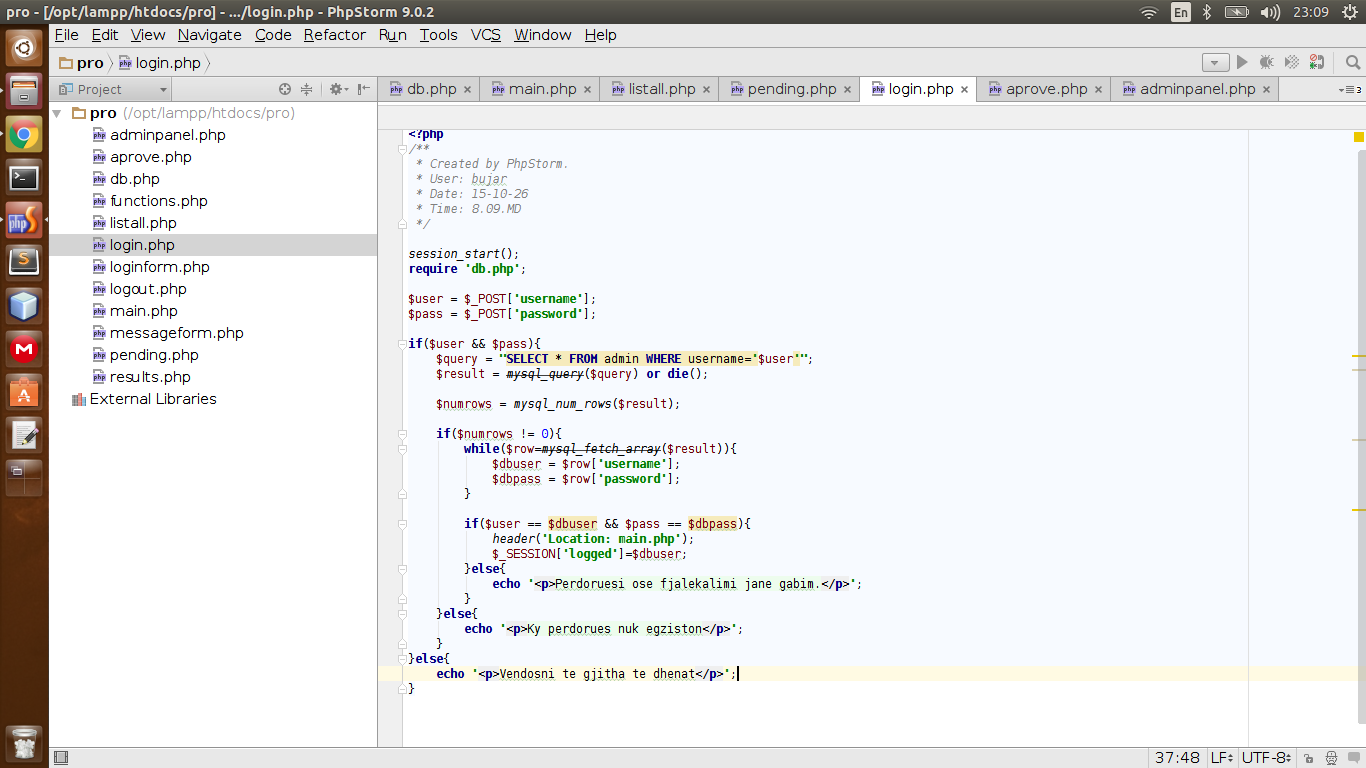 pro - [/opt/lampp/htdocs/pro] - .../login.php - PhpStorm 9.0.2
En
23:09
File Edit View Navigate Code Refactor Run Tools VCS Window Help
pro login.php
Project
db.php main.php listall.php pending.php login.php aprove.php adminpanel.php
3
pro (/opt/lampp/htdocs/pro)
adminpanel.php
aprove.php
db.php
functions.php
listall.php
login.php
loginform.php
logout.php
main.php
messageform.php
pending.php
results.php
External Libraries
<?php
/**
* Created by PhpStorm.
* User: bujar
* Date: 15-10-26
* Time: 8.09.MD
*/
session_start();
require 'db.php';
$user = $_POST['username'];
$pass = $_POST['password'];
if($user && $pass){
$query = "SELECT * FROM admin WHERE username='$user'";
$result = mysql_query($query) or die();
$numrows = mysql_num_rows($result);
if($numrows != 0){
while($row=mysql_fetch_array($result)){
$dbuser = $row['username'];
$dbpass = $row['password'];
}
if($user == $dbuser && $pass == $dbpass){
header('Location: main.php');
$_SESSION['logged']=$dbuser;
}else{
echo '<p>Perdoruesi ose fjalekalimi jane gabim.</p>';
}
}else{
echo '<p>Ky perdorues nuk egziston</p>';
}
}else{
echo '<p>Vendosni te gjitha te dhenat</p>';
}
37:48 LF UTF-8